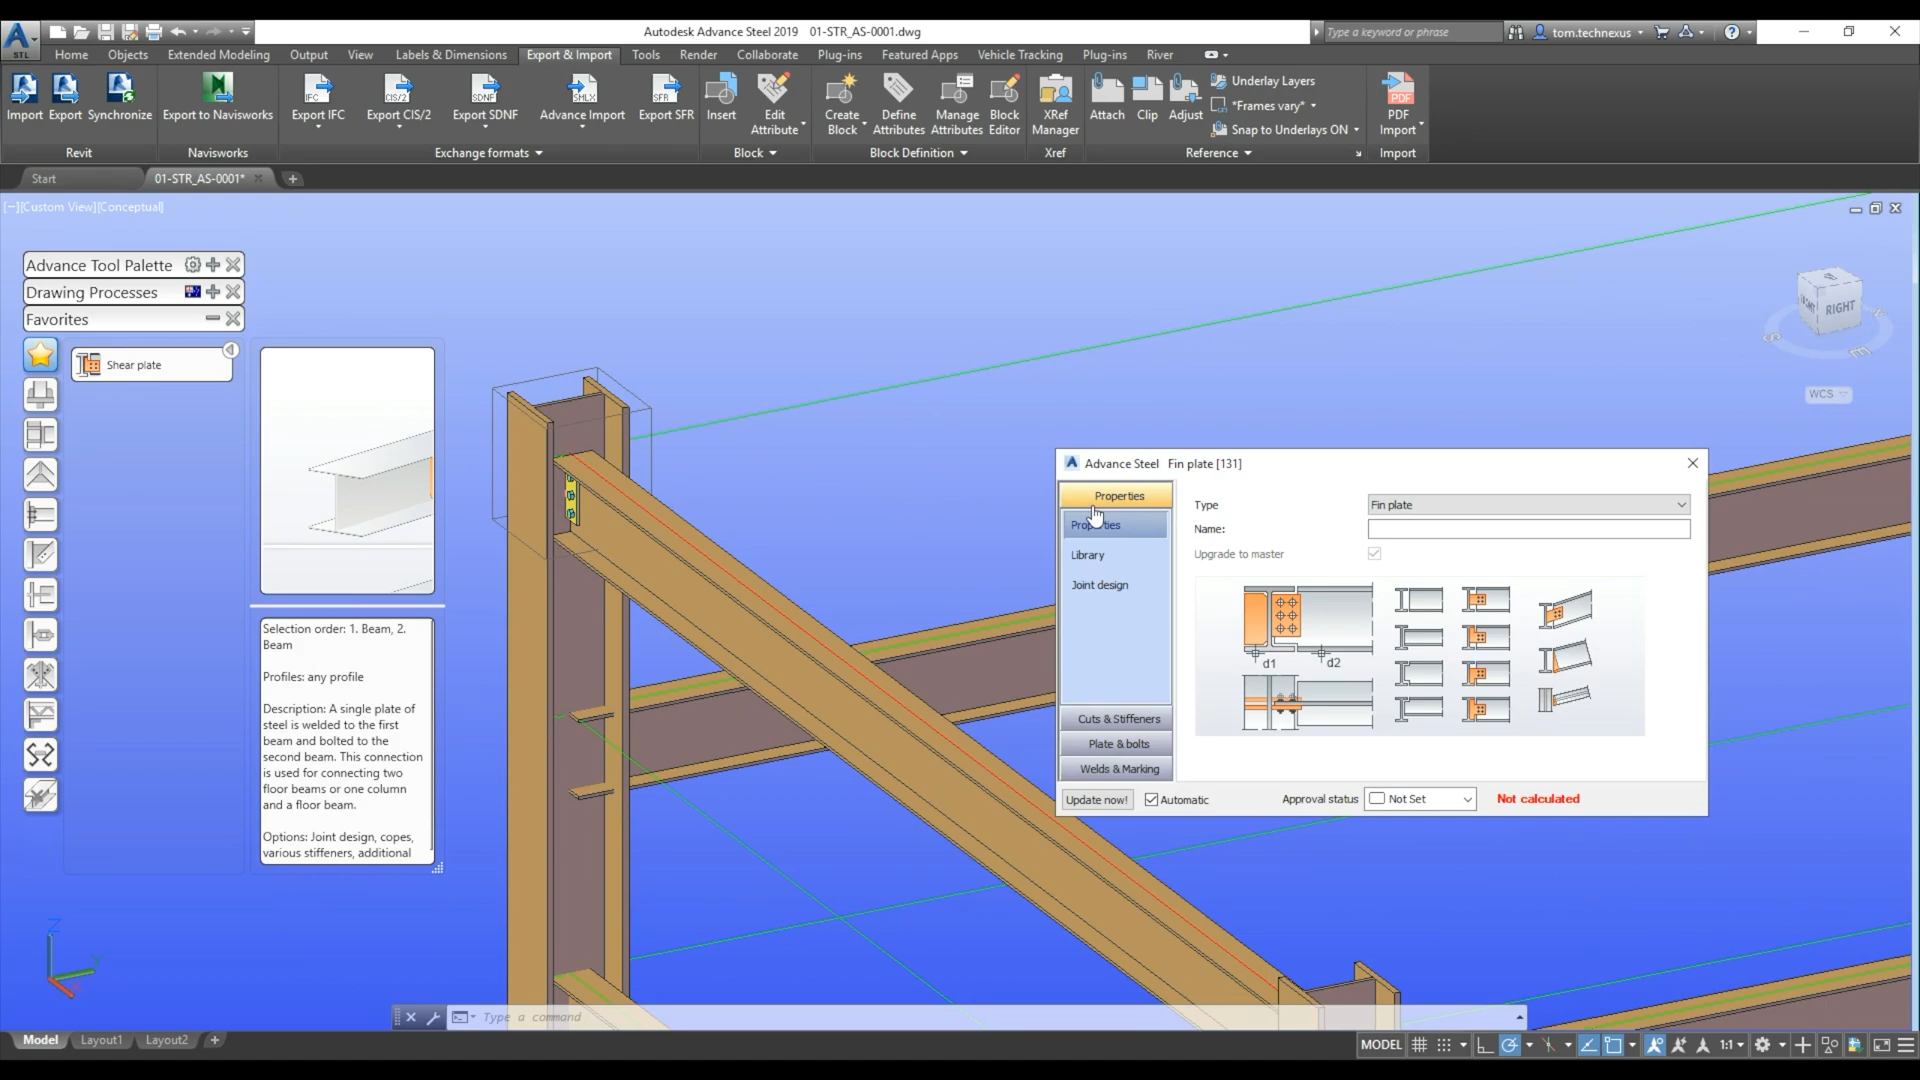 Autodesk Advance Steel 2019 01-STR_AS-0001.dwg
Type a keyword or phrase
tom.technexus
STL
Home Objects Extended Modeling Output View Labels & Dimensions Export & Import Tools Render Collaborate Plug-ins Featured Apps Vehicle Tracking Plug-ins River
Import Export Synchronize
Export to Navisworks
Export IFC
Export CIS/2
Export SDNF
Advance Import
Export SFR
Insert
Edit Attribute
Create Block
Define Attributes
Manage Attributes
Block Editor
XRef Manager
Attach Clip Adjust
Underlay Layers
*Frames vary*
Snap to Underlays ON
PDF Import
IFC CIS/2 SDNF SMLX SFR PDF
Revit Navisworks Exchange formats Block Block Definition Xref Reference Import
Start 01-STR_AS-0001*
[−][Custom View][Conceptual]
Advance Tool Palette
Drawing Processes
Favorites
Shear plate
Selection order: 1. Beam, 2.
Beam
Profiles: any profile
Description: A single plate of
steel is welded to the first
beam and bolted to the
second beam. This connection
is used for connecting two
floor beams or one column
and a floor beam.
Options: Joint design, copes,
various stiffeners, additional
RIGHT
WCS
Advance Steel Fin plate [131]
Properties
Properties
Library
Joint design
Cuts & Stiffeners
Plate & bolts
Welds & Marking
Type Fin plate
Name:
Upgrade to master
d1 d2
Update now! Automatic Approval status Not Set Not calculated
Z
Y
Type a command
Model Layout1 Layout2
MODEL 1:1